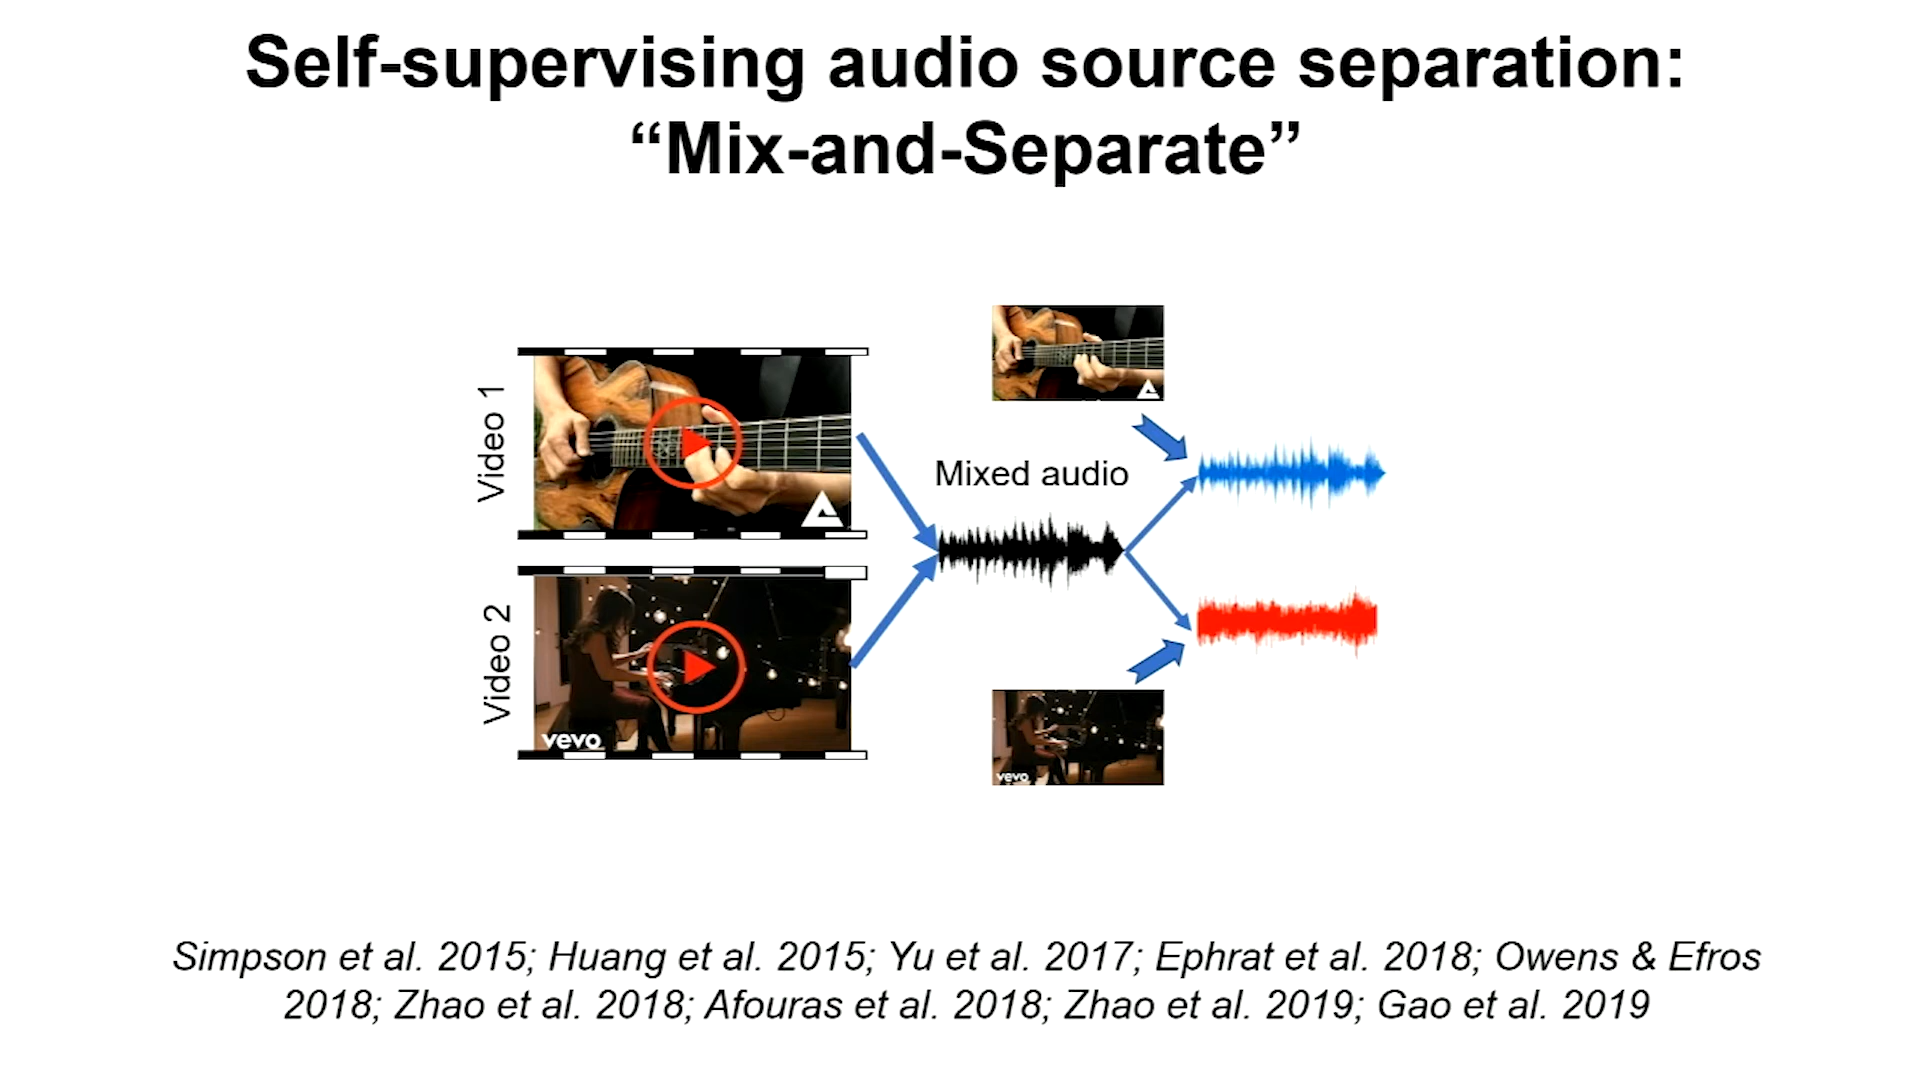 Self-supervising audio source separation:
“Mix-and-Separate”
Video 1
Mixed audio
Video 2
vevo
vevo
Simpson et al. 2015; Huang et al. 2015; Yu et al. 2017; Ephrat et al. 2018; Owens & Efros
2018; Zhao et al. 2018; Afouras et al. 2018; Zhao et al. 2019; Gao et al. 2019